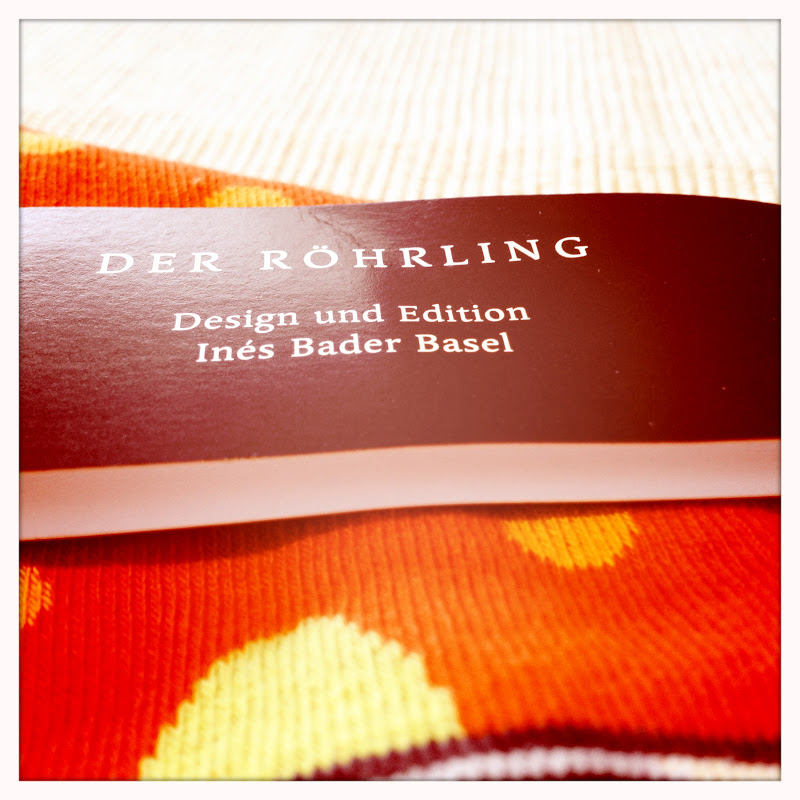 DER RÖHRLING
Design und Edition
Inés Bader Basel